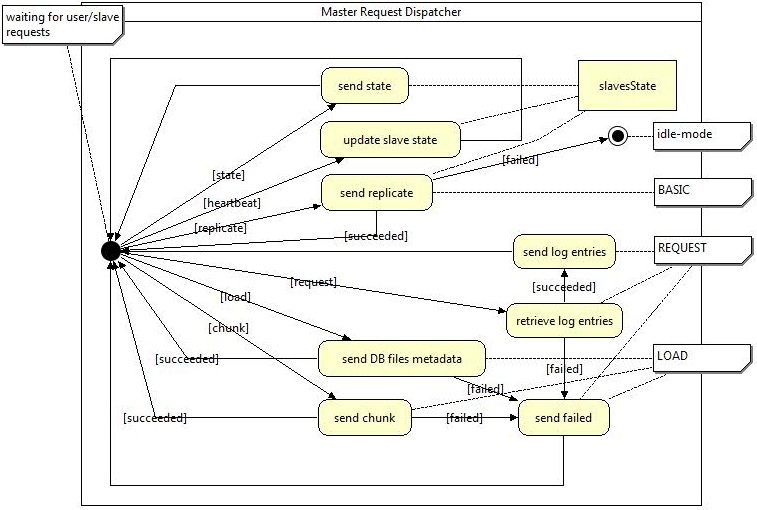 Master Request Dispatcher
waiting for user/slave
requests
send state
slavesState
update slave state
idle-mode
[failed]
[state]
send replicate
BASIC
[heartbeat]
[replicate]
[succeeded]
send log entries
REQUEST
[request]
[succeeded]
[load]
retrieve log entries
[chunk]
send DB files metadata
LOAD
[succeeded]
[failed]
[failed]
send chunk
[failed]
send failed
[succeeded]